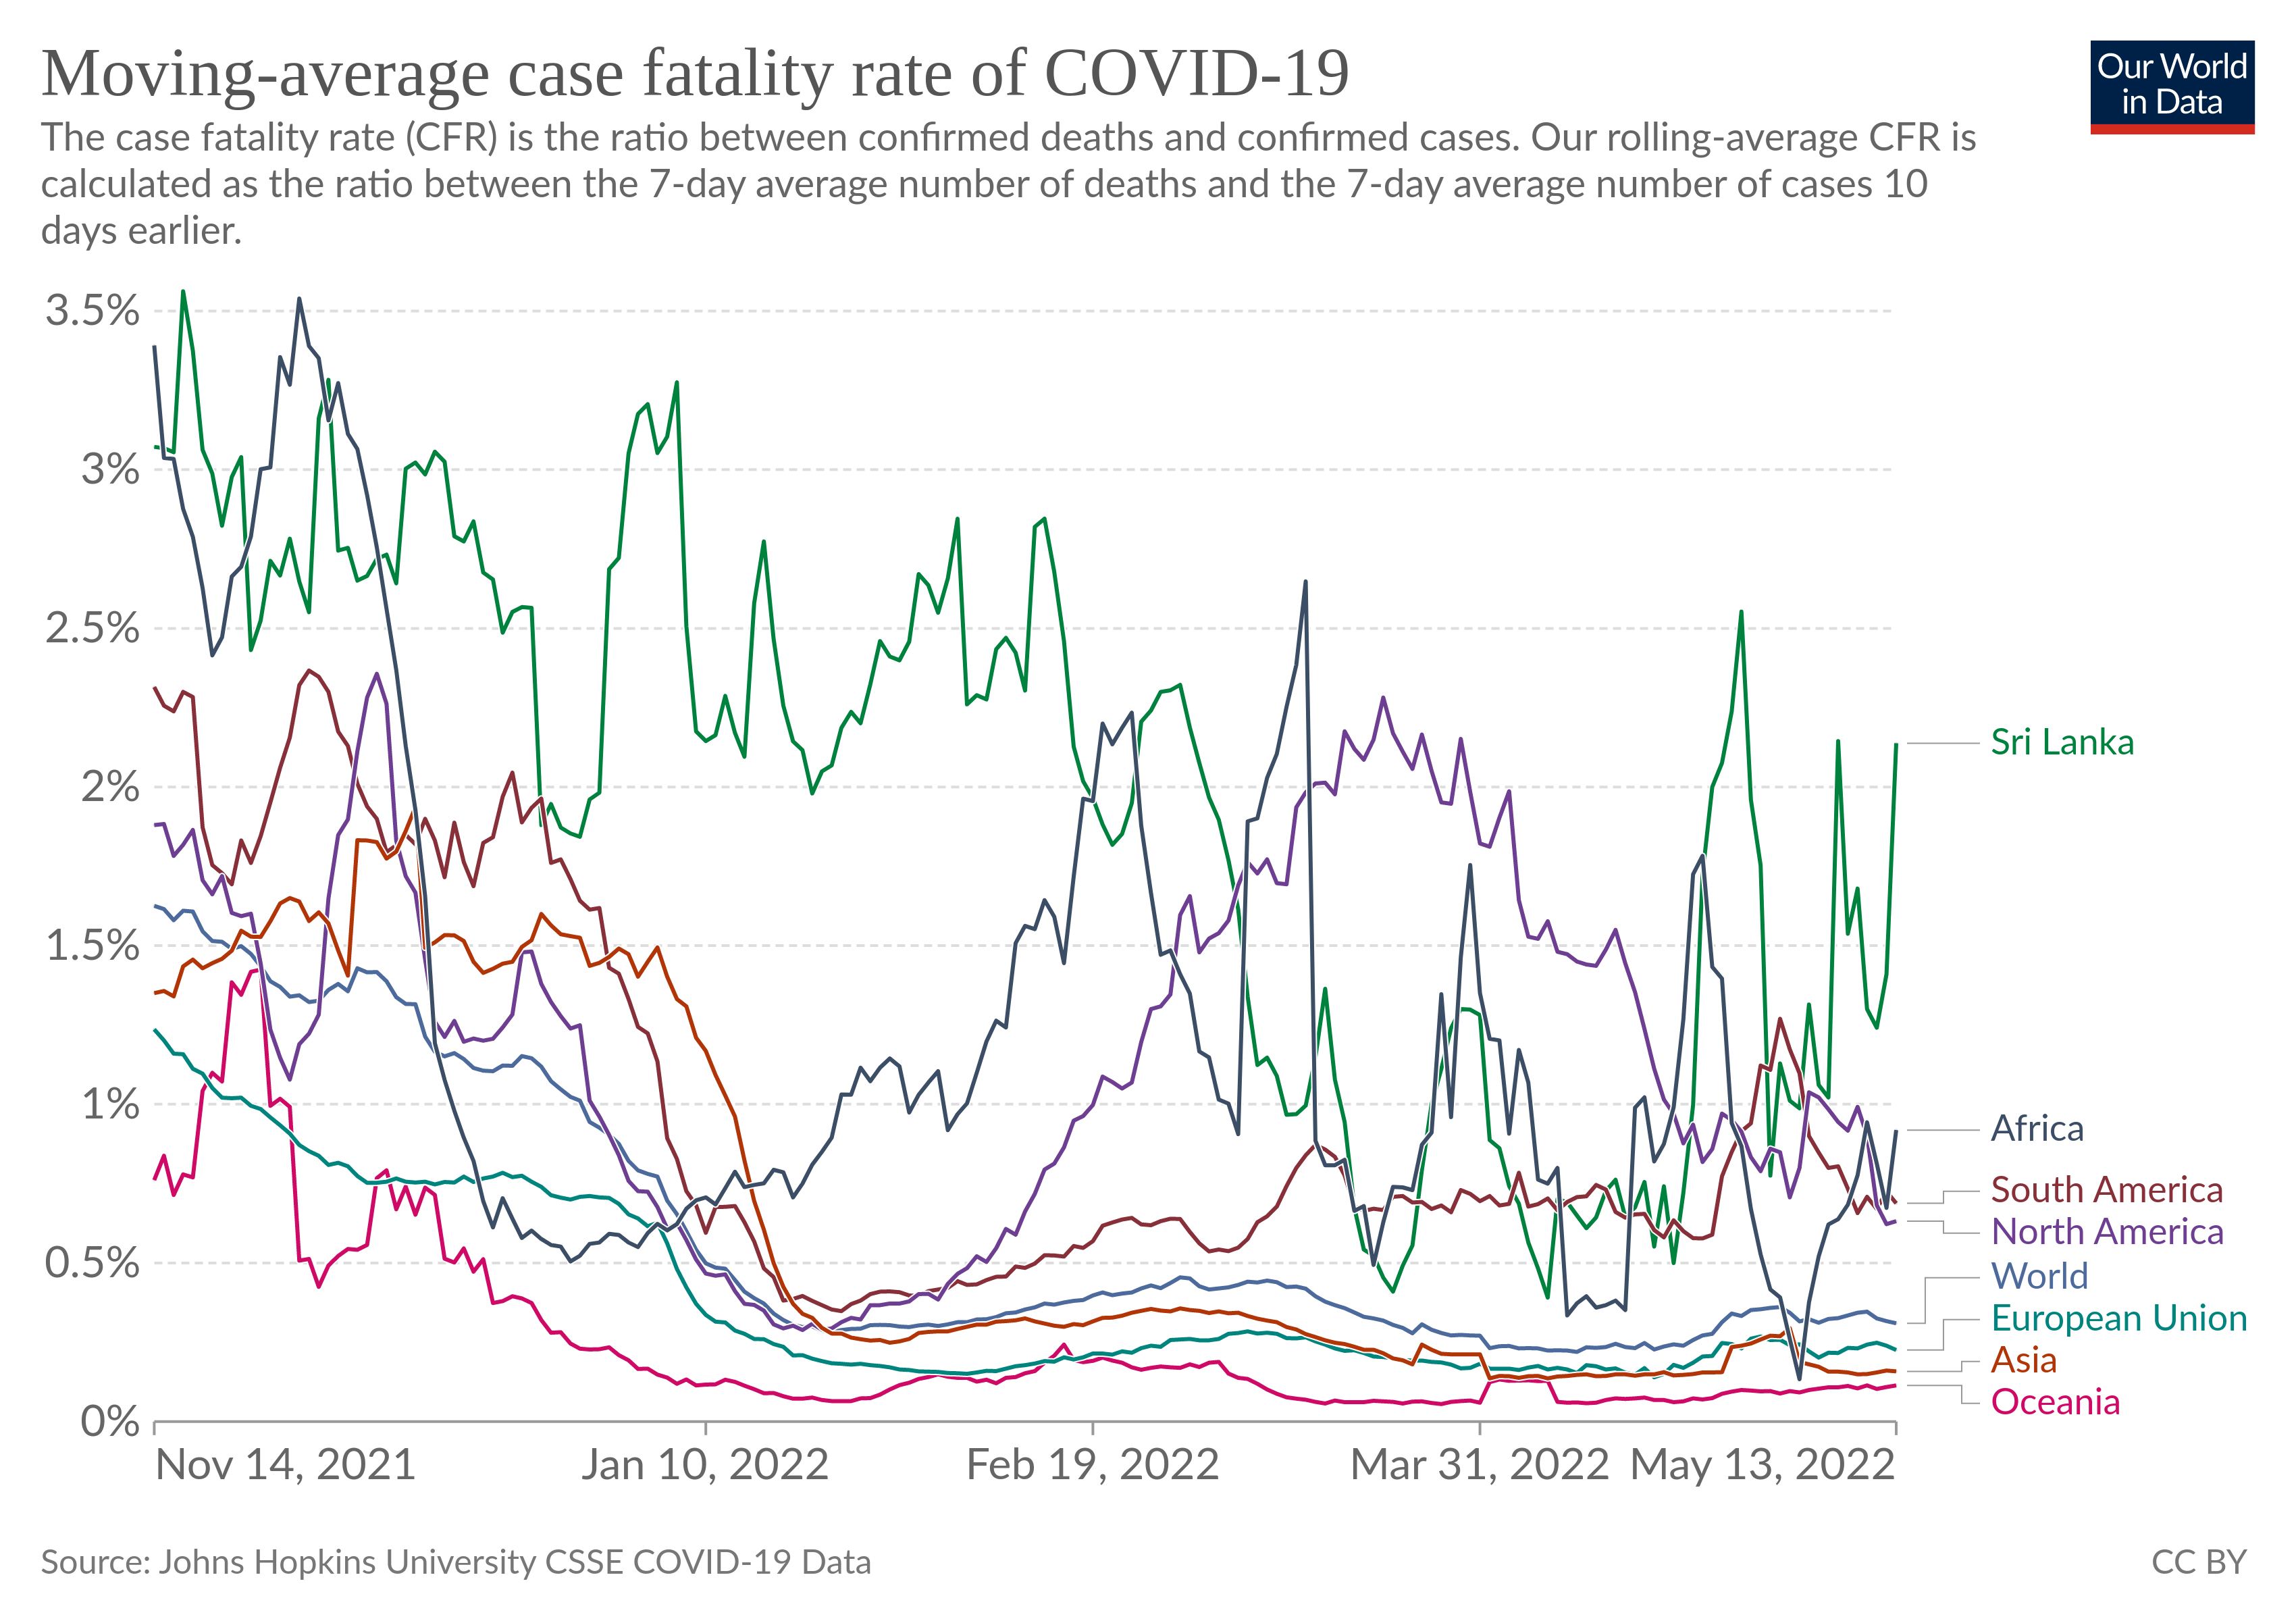 Moving-average case fatality rate of COVID-19
Our World
in Data
The case fatality rate (CFR) is the ratio between confirmed deaths and confirmed cases. Our rolling-average CFR is
calculated as the ratio between the 7-day average number of deaths and the 7-day average number of cases 10
days earlier.
3.5%
3%
2.5%
2%
1.5%
1%
0.5%
0%
Sri Lanka
Africa
South America
North America
World
European Union
Asia
Oceania
Nov 14, 2021
Jan 10, 2022
Feb 19, 2022
Mar 31, 2022
May 13, 2022
Source: Johns Hopkins University CSSE COVID-19 Data
CC BY